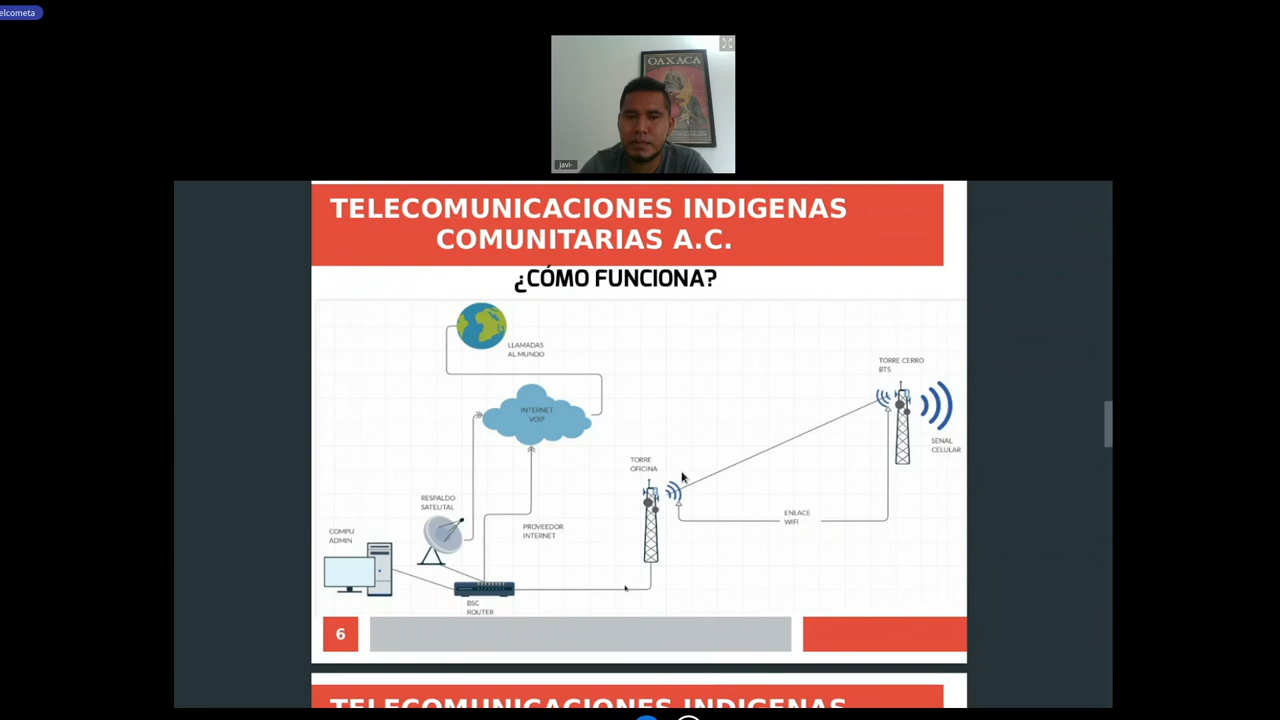 elcometa
OAXACA
Javi-
TELECOMUNICACIONES INDIGENAS
COMUNITARIAS A.C.
¿CÓMO FUNCIONA?
LLAMADAS
AL MUNDO
INTERNET
VOIP
TORRE CERRO
BTS
SENAL
CELULAR
TORRE
OFICINA
RESPALDO
SATELITAL
PROVEEDOR
INTERNET
ENLACE
WIFI
COMPU
ADMIN
BSC
ROUTER
6
TELECOMUNICACIONES INDIGENAS